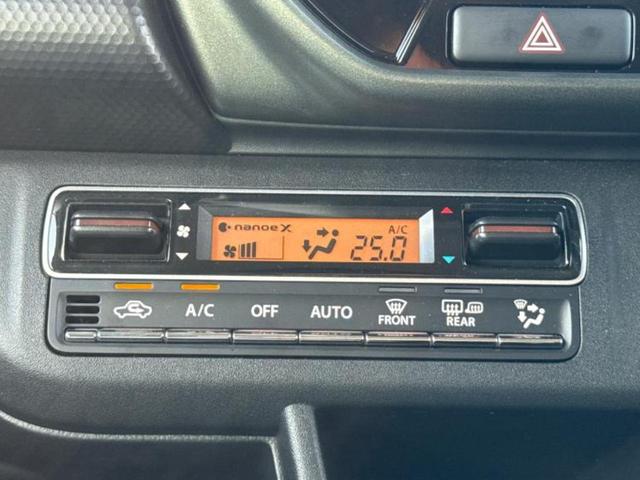 nanoe X
A/C
25.0
A/C
OFF
AUTO
FRONT
REAR